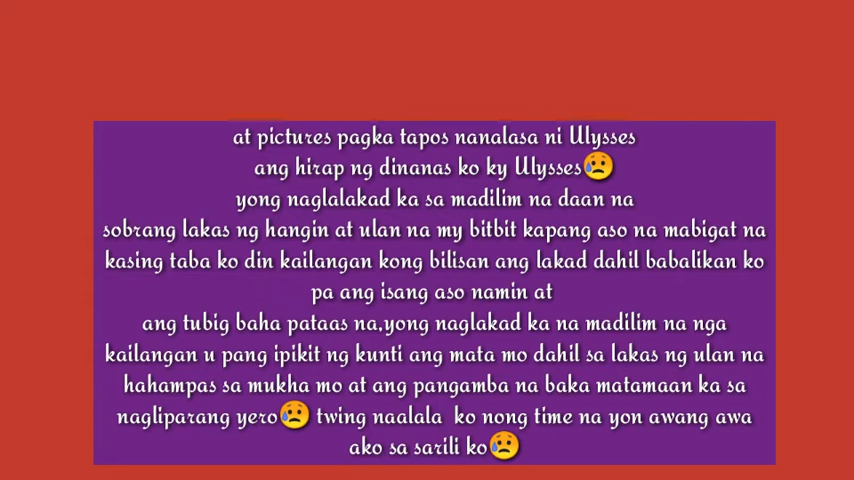 at pictures pagka tapos nanalasa ni Ulysses
ang hirap ng dinanas ko ky Ulysses😥
yong naglalakad ka sa madilim na daan na
sobrang lakas ng hangin at ulan na my bitbit kapang aso na mabigat na
kasing taba ko din kailangan kong bilisan ang lakad dahil babalikan ko
pa ang isang aso namin at
ang tubig baha pataas na,yong naglakad ka na madilim na nga
kailangan u pang ipikit ng kunti ang mata mo dahil sa lakas ng ulan na
hahampas sa mukha mo at ang pangamba na baka matamaan ka sa
nagliparang yero😥 twing naalala ko nong time na yon awang awa
ako sa sarili ko😥